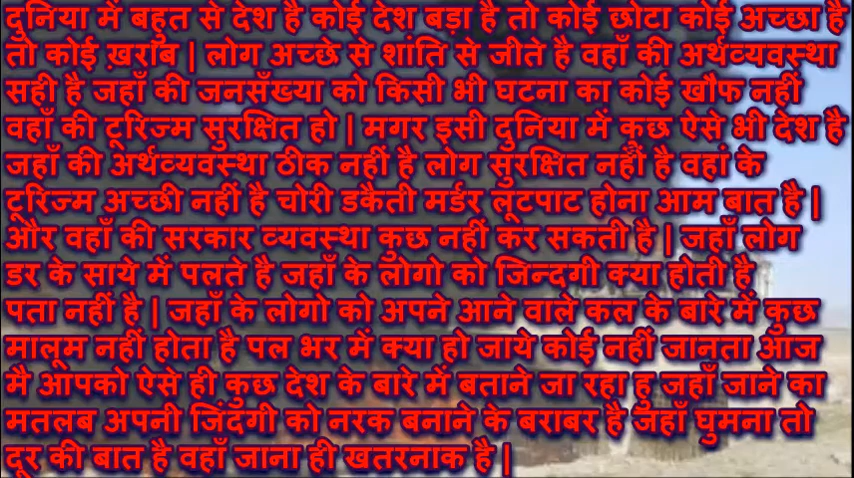 दुनिया में बहुत से देश है कोई देश बड़ा है तो कोई छोटा कोई अच्छा है
तो कोई ख़राब | लोग अच्छे से शांति से जीते है वहाँ की अर्थव्यवस्था
सही है जहाँ की जनसँख्या को किसी भी घटना का कोई खौफ नहीं
वहाँ की टूरिज्म सुरक्षित हो | मगर इसी दुनिया में कुछ ऐसे भी देश है
जहाँ की अर्थव्यवस्था ठीक नहीं है लोग सुरक्षित नहीं है वहां के
टूरिज्म अच्छी नहीं है चोरी डकैती मर्डर लूटपाट होना आम बात है |
और वहाँ की सरकार व्यवस्था कुछ नहीं कर सकती है | जहाँ लोग
डर के साये में पलते है जहाँ के लोगो को जिन्दगी क्या होती है
पता नहीं है | जहाँ के लोगो को अपने आने वाले कल के बारे में कुछ
मालूम नहीं होता है पल भर में क्या हो जाये कोई नहीं जानता आज
मै आपको ऐसे ही कुछ देश के बारे में बताने जा रहा हु जहाँ जाने का
मतलब अपनी जिंदगी को नरक बनाने के बराबर है जहाँ घुमना तो
दूर की बात है वहाँ जाना ही खतरनाक है |